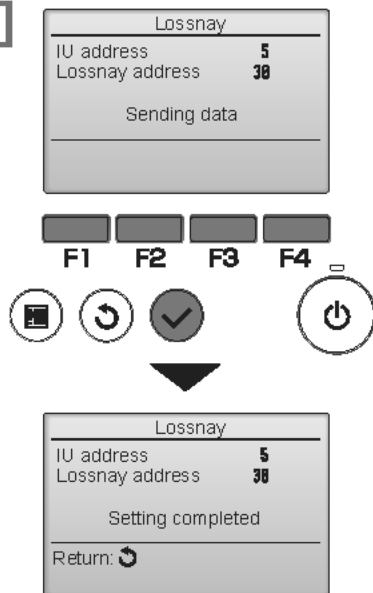 Lossnay
IU address 5
Lossnay address 30
Sending data
F1 F2 F3 F4
Lossnay
IU address 5
Lossnay address 30
Setting completed
Return: